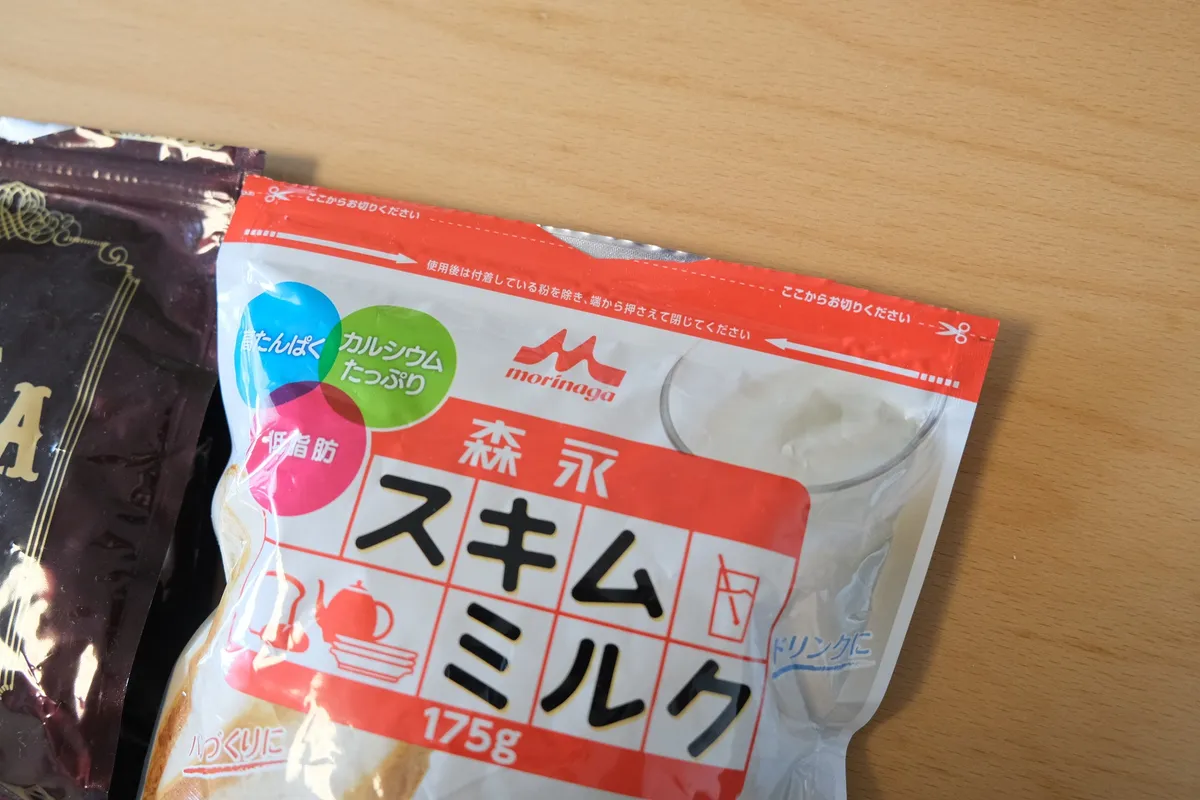 ここからお切りください
使用後は付着している粉を除き、端から押さえて閉じてください
ここからお切りください
高たんぱく
カルシウム
たっぷり
低脂肪
morinaga
森永
スキム
ミルク
175g
ドリンクに
パンづくりに
A